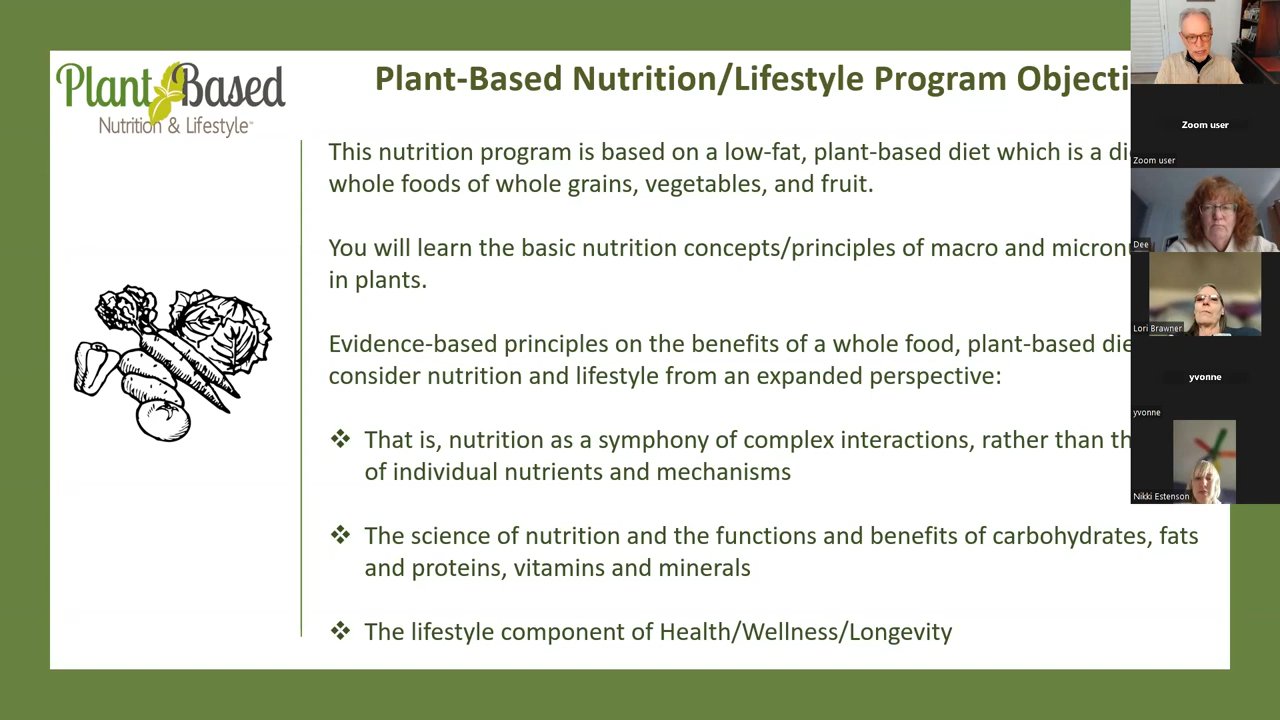 Plant Based
Nutrition & Lifestyle™
Plant-Based Nutrition/Lifestyle Program Objecti
This nutrition program is based on a low-fat, plant-based diet which is a di
whole foods of whole grains, vegetables, and fruit.
You will learn the basic nutrition concepts/principles of macro and micron
in plants.
Evidence-based principles on the benefits of a whole food, plant-based die
consider nutrition and lifestyle from an expanded perspective:
❖ That is, nutrition as a symphony of complex interactions, rather than th
of individual nutrients and mechanisms
❖ The science of nutrition and the functions and benefits of carbohydrates, fats
and proteins, vitamins and minerals
❖ The lifestyle component of Health/Wellness/Longevity
Zoom user
Zoom user
Dee
Lori Brawner
yvonne
yvonne
Nikki Estenson